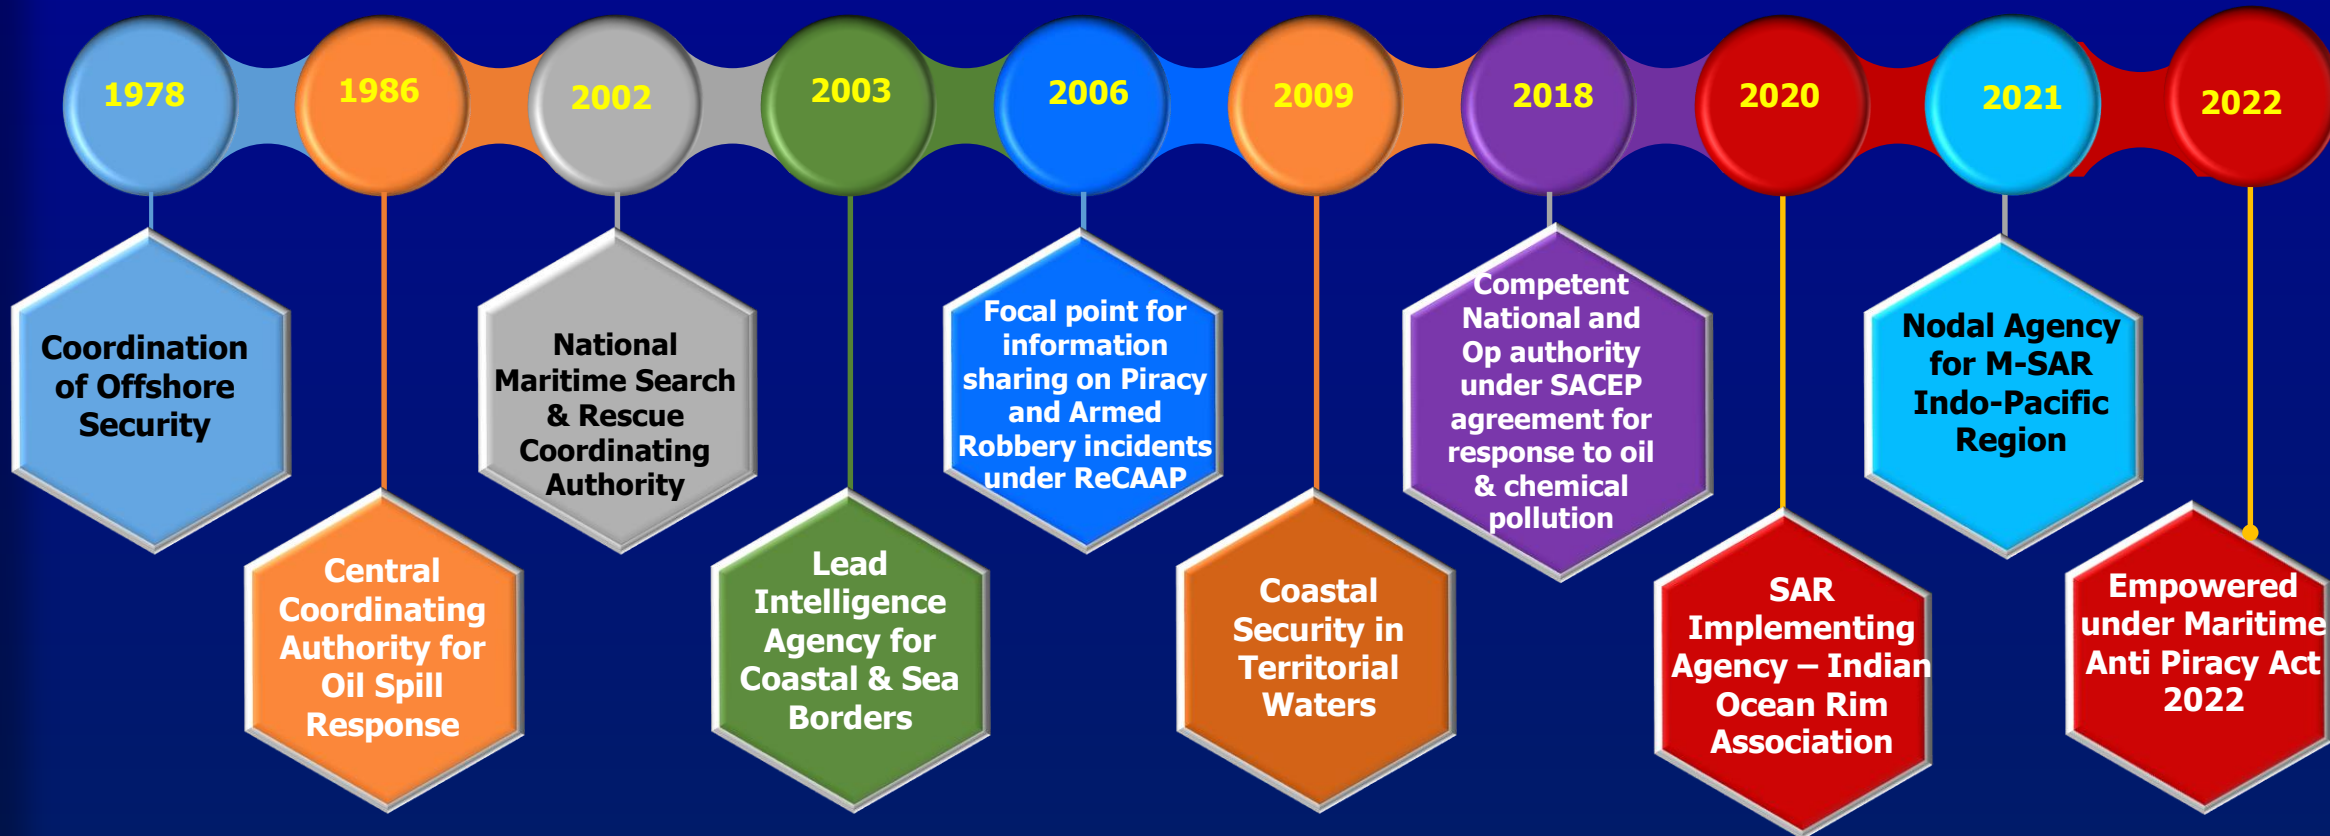 1978
1986
2002
2003
2006
2009
2018
2020
2021
2022
Coordination
of Offshore
Security
Central
Coordinating
Authority for
Oil Spill
Response
National
Maritime Search
& Rescue
Coordinating
Authority
Lead
Intelligence
Agency for
Coastal & Sea
Borders
Focal point for
information
sharing on Piracy
and Armed
Robbery incidents
under ReCAAP
Coastal
Security in
Territorial
Waters
Competent
National and
Op authority
under SACEP
agreement for
response to oil
& chemical
pollution
SAR
Implementing
Agency – Indian
Ocean Rim
Association
Nodal Agency
for M-SAR
Indo-Pacific
Region
Empowered
under Maritime
Anti Piracy Act
2022